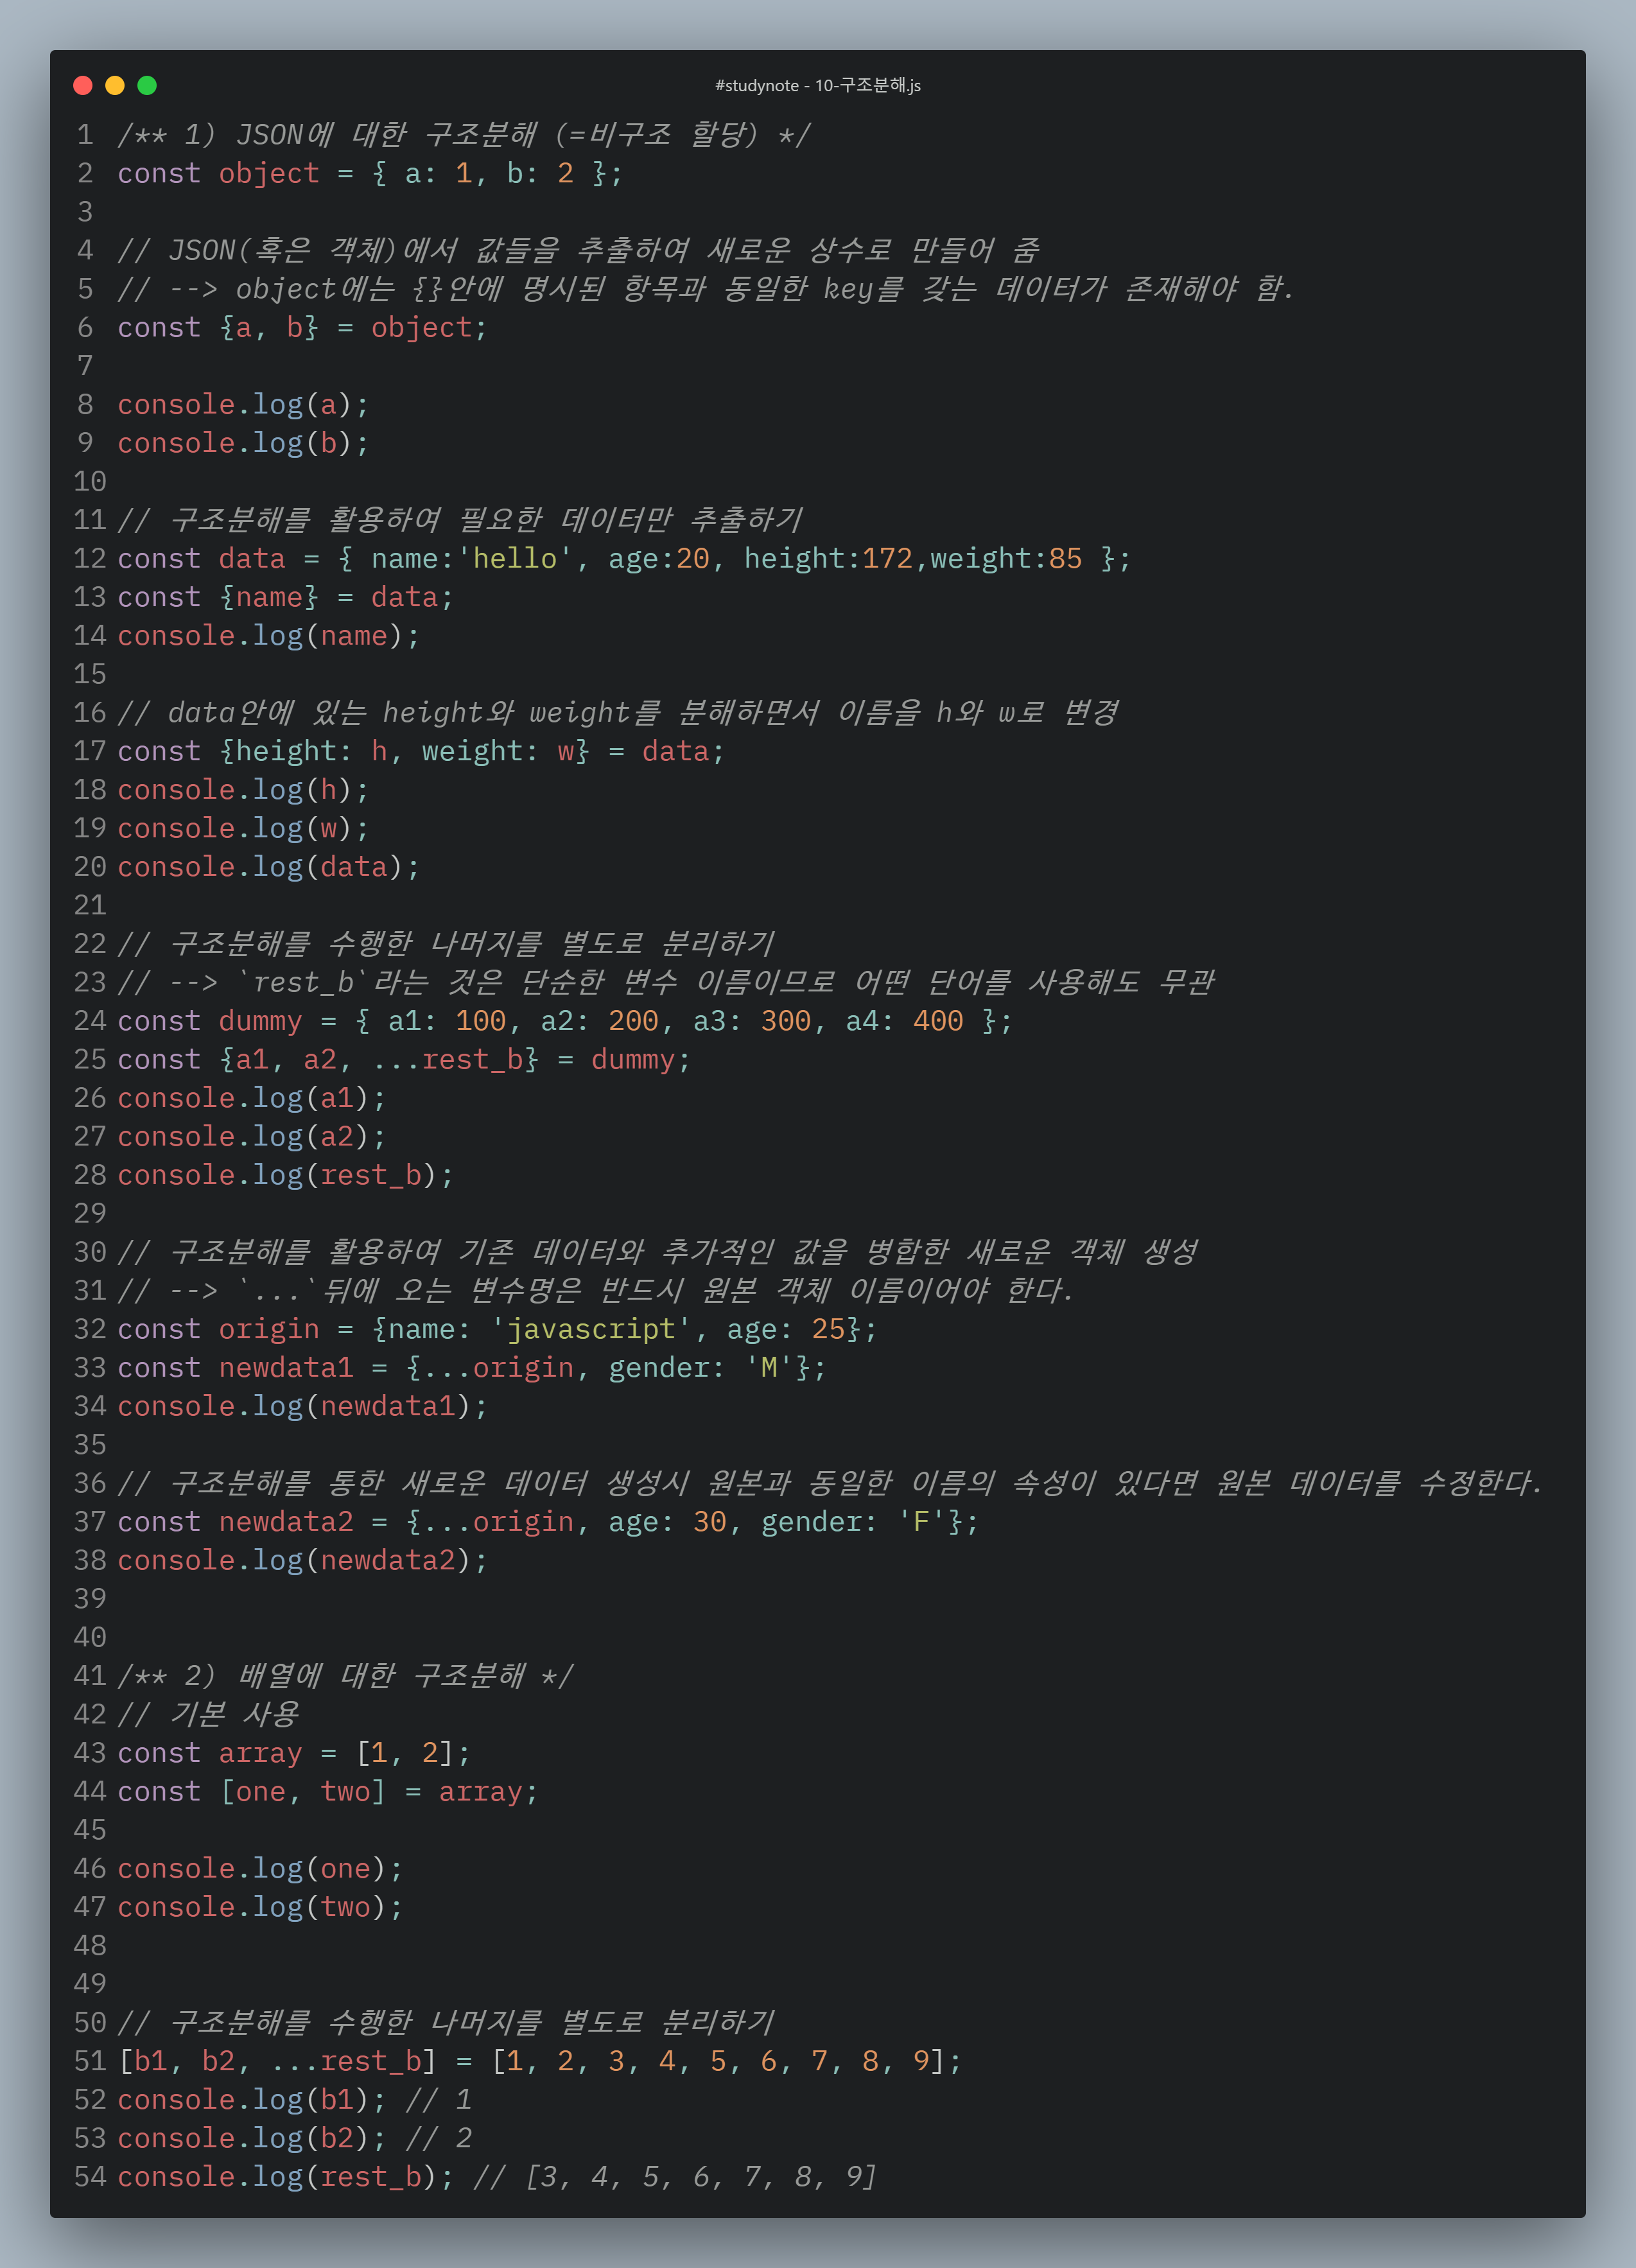 #studynote - 10-구조분해.js
1 /** 1) JSON에 대한 구조분해 (=비구조 할당) */
2 const object = { a: 1, b: 2 };
3
4 // JSON(혹은 객체)에서 값들을 추출하여 새로운 상수로 만들어 줌
5 // --> object에는 {}안에 명시된 항목과 동일한 key를 갖는 데이터가 존재해야 함.
6 const {a, b} = object;
7
8 console.log(a);
9 console.log(b);
10
11 // 구조분해를 활용하여 필요한 데이터만 추출하기
12 const data = { name:'hello', age:20, height:172,weight:85 };
13 const {name} = data;
14 console.log(name);
15
16 // data안에 있는 height와 weight를 분해하면서 이름을 h와 w로 변경
17 const {height: h, weight: w} = data;
18 console.log(h);
19 console.log(w);
20 console.log(data);
21
22 // 구조분해를 수행한 나머지를 별도로 분리하기
23 // --> `rest_b`라는 것은 단순한 변수 이름이므로 어떤 단어를 사용해도 무관
24 const dummy = { a1: 100, a2: 200, a3: 300, a4: 400 };
25 const {a1, a2, ...rest_b} = dummy;
26 console.log(a1);
27 console.log(a2);
28 console.log(rest_b);
29
30 // 구조분해를 활용하여 기존 데이터와 추가적인 값을 병합한 새로운 객체 생성
31 // --> `...`뒤에 오는 변수명은 반드시 원본 객체 이름이어야 한다.
32 const origin = {name: 'javascript', age: 25};
33 const newdata1 = {...origin, gender: 'M'};
34 console.log(newdata1);
35
36 // 구조분해를 통한 새로운 데이터 생성시 원본과 동일한 이름의 속성이 있다면 원본 데이터를 수정한다.
37 const newdata2 = {...origin, age: 30, gender: 'F'};
38 console.log(newdata2);
39
40
41 /** 2) 배열에 대한 구조분해 */
42 // 기본 사용
43 const array = [1, 2];
44 const [one, two] = array;
45
46 console.log(one);
47 console.log(two);
48
49
50 // 구조분해를 수행한 나머지를 별도로 분리하기
51 [b1, b2, ...rest_b] = [1, 2, 3, 4, 5, 6, 7, 8, 9];
52 console.log(b1); // 1
53 console.log(b2); // 2
54 console.log(rest_b); // [3, 4, 5, 6, 7, 8, 9]